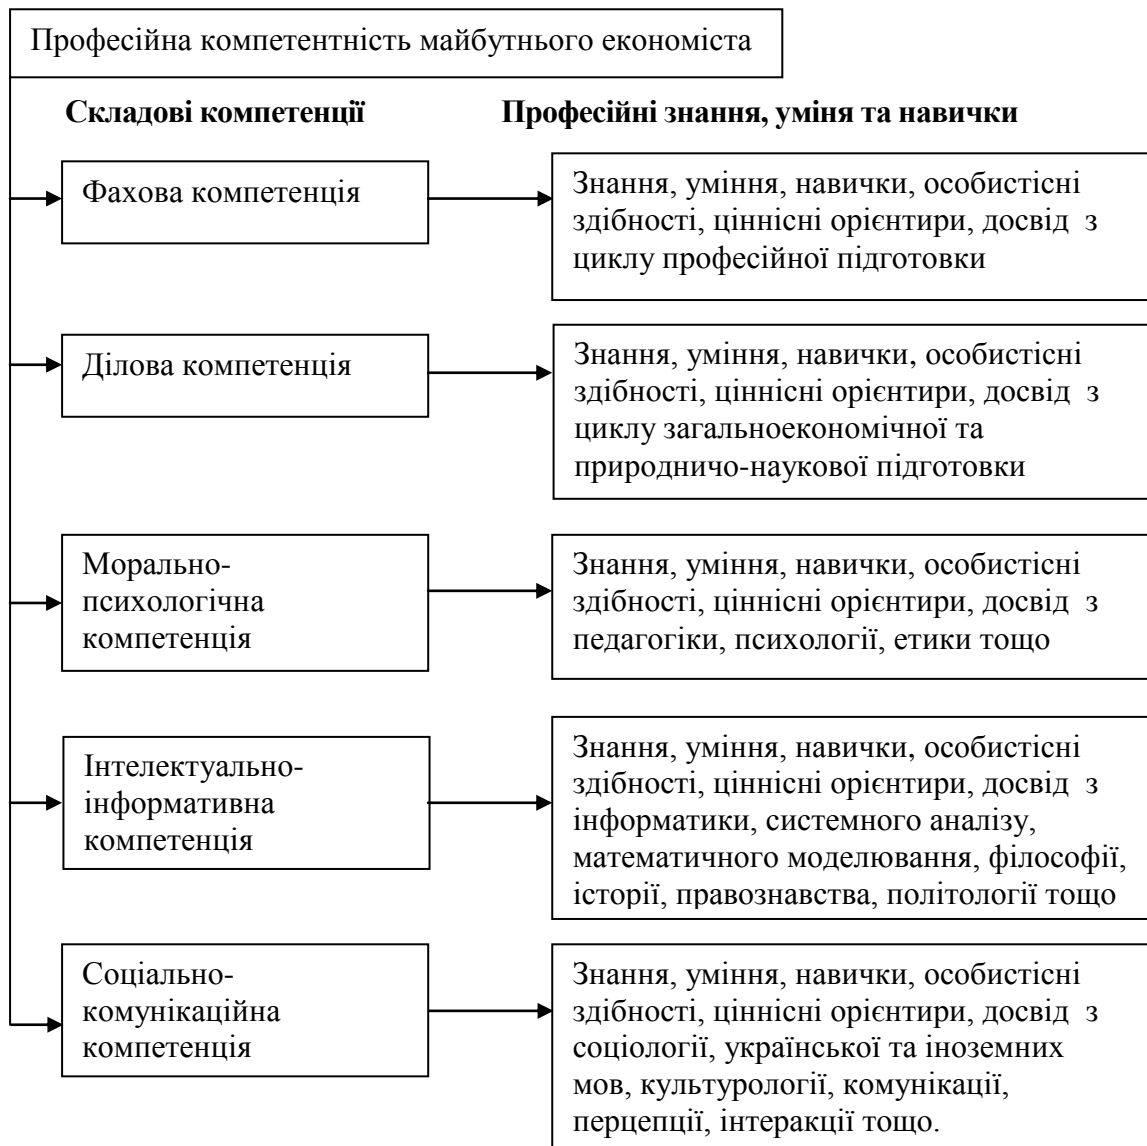 Професійна компетентність майбутнього економіста
Складові компетенції
Професійні знання, уміня та навички
Фахова компетенція
Знання, уміння, навички, особистісні
здібності, ціннісні орієнтири, досвід з
циклу професійної підготовки
Ділова компетенція
Знання, уміння, навички, особистісні
здібності, ціннісні орієнтири, досвід з
циклу загальноекономічної та
природничо-наукової підготовки
Морально-
психологічна
компетенція
Знання, уміння, навички, особистісні
здібності, ціннісні орієнтири, досвід з
педагогіки, психології, етики тощо
Інтелектуально-
інформативна
компетенція
Знання, уміння, навички, особистісні
здібності, ціннісні орієнтири, досвід з
інформатики, системного аналізу,
математичного моделювання, філософії,
історії, правознавства, політології тощо
Соціально-
комунікаційна
компетенція
Знання, уміння, навички, особистісні
здібності, ціннісні орієнтири, досвід з
соціології, української та іноземних
мов, культурології, комунікації,
перцепції, інтеракції тощо.